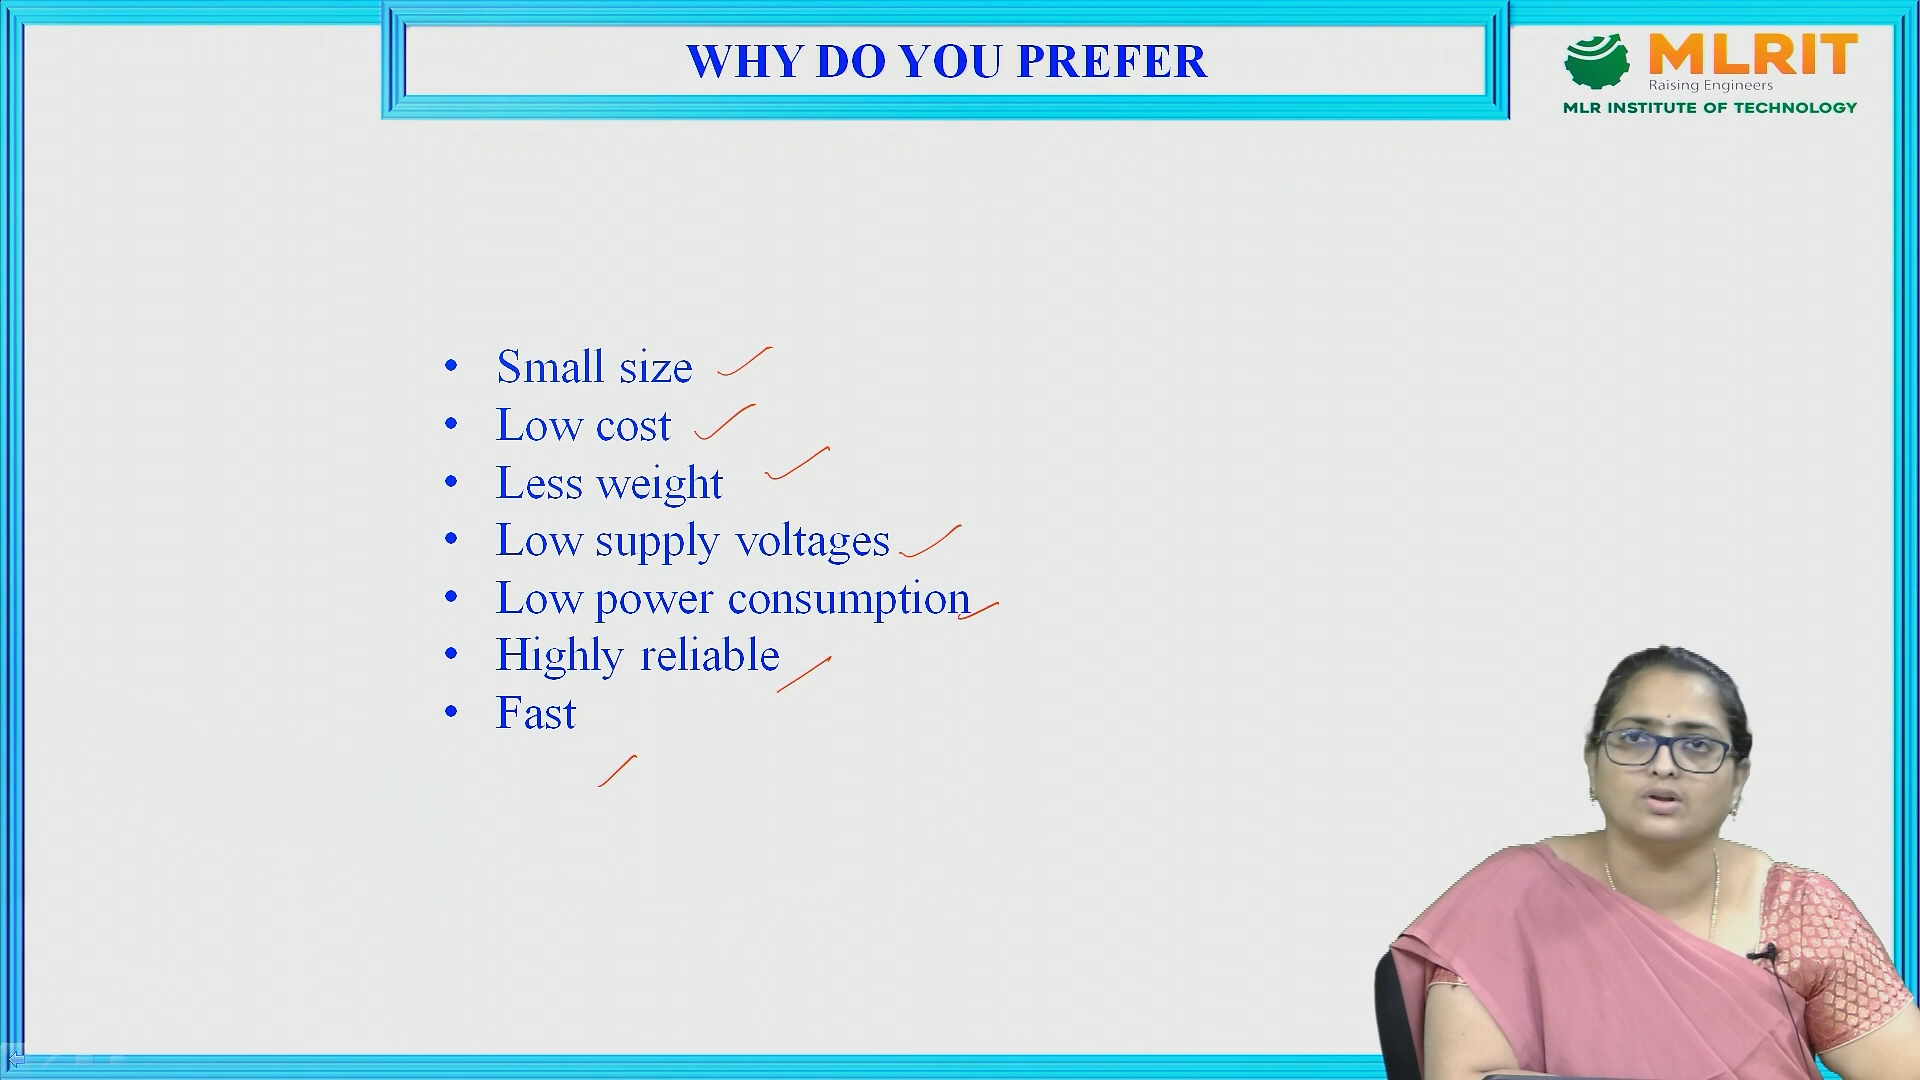 WHY DO YOU PREFER
MLRIT
Raising Engineers
MLR INSTITUTE OF TECHNOLOGY
• Small size
• Low cost
• Less weight
• Low supply voltages
• Low power consumption
• Highly reliable
• Fast